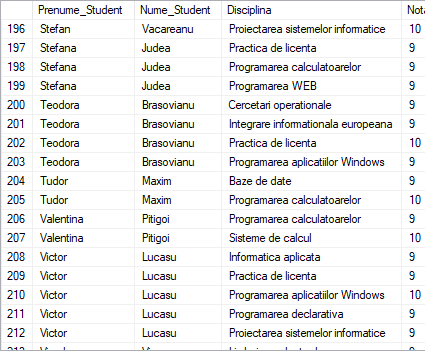 Prenume_Student Nume_Student Disciplina Nota
196 Stefan Vacareanu Proiectarea sistemelor informatice 10
197 Stefana Judea Practica de licenta 9
198 Stefana Judea Programarea calculatoarelor 9
199 Stefana Judea Programarea WEB 9
200 Teodora Brasovianu Cercetari operationale 9
201 Teodora Brasovianu Integrare informationala europeana 9
202 Teodora Brasovianu Practica de licenta 10
203 Teodora Brasovianu Programarea aplicatiilor Windows 9
204 Tudor Maxim Baze de date 9
205 Tudor Maxim Programarea calculatoarelor 10
206 Valentina Pitigoi Programarea calculatoarelor 9
207 Valentina Pitigoi Sisteme de calcul 10
208 Victor Lucasu Informatica aplicata 9
209 Victor Lucasu Practica de licenta 9
210 Victor Lucasu Programarea aplicatiilor Windows 10
211 Victor Lucasu Programarea declarativa 9
212 Victor Lucasu Proiectarea sistemelor informatice 9